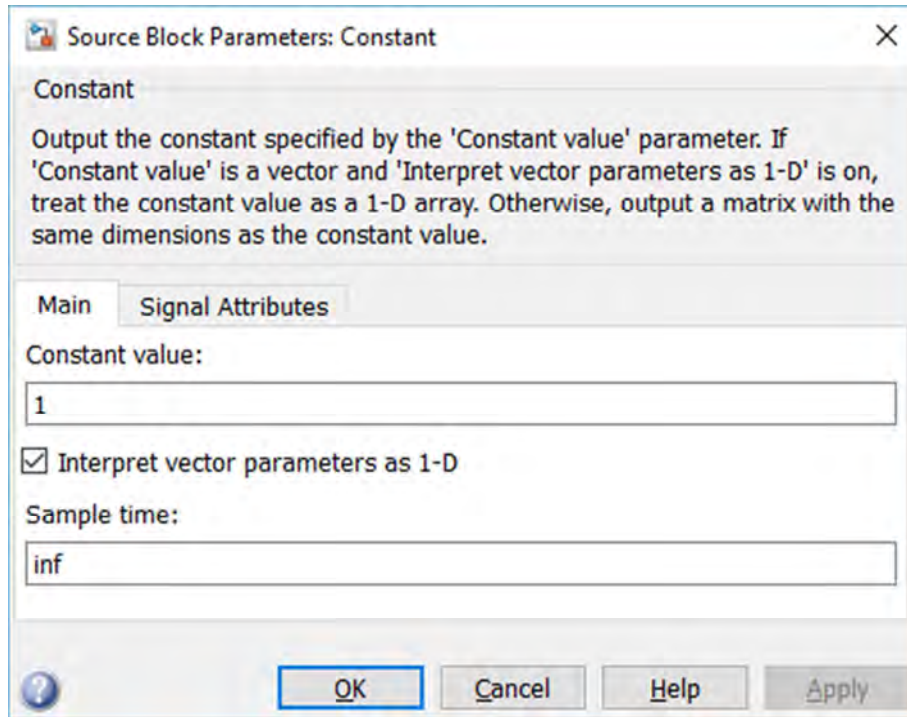 Source Block Parameters: Constant
Constant
Output the constant specified by the 'Constant value' parameter. If
'Constant value' is a vector and 'Interpret vector parameters as 1-D' is on,
treat the constant value as a 1-D array. Otherwise, output a matrix with the
same dimensions as the constant value.
Main Signal Attributes
Constant value:
1
Interpret vector parameters as 1-D
Sample time:
inf
OK Cancel Help Apply